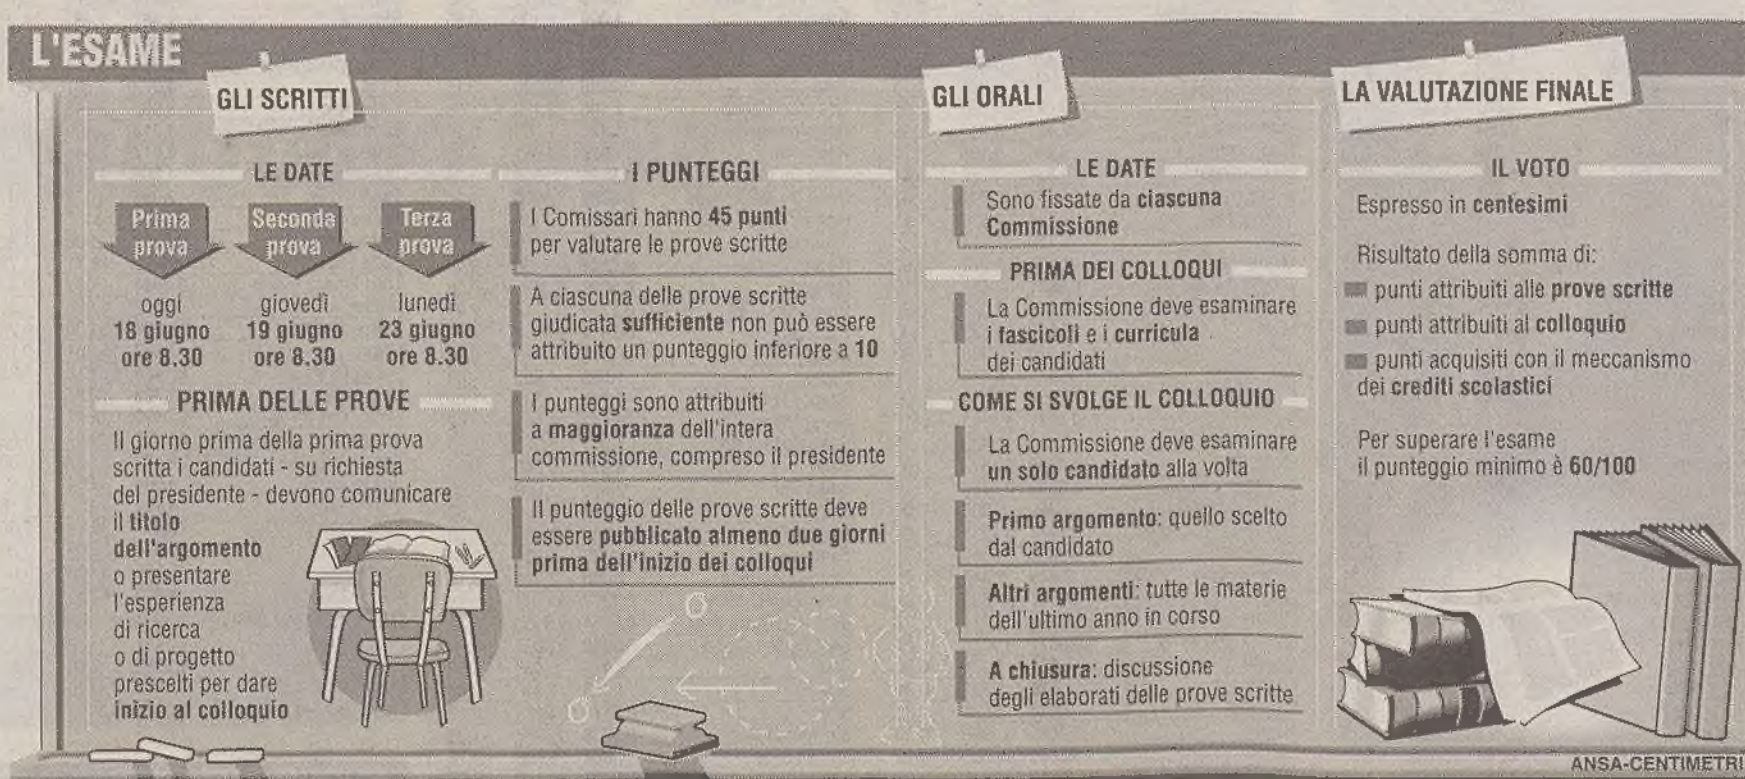 L'ESAME
GLI SCRITTI
LE DATE
Prima
prova
oggi
18 giugno
ore 8.30
Seconda
prova
giovedì
19 giugno
ore 8.30
Terza
prova
lunedì
23 giugno
ore 8.30
PRIMA DELLE PROVE
Il giorno prima della prima prova
scritta i candidati - su richiesta
del presidente - devono comunicare
il titolo
dell'argomento
o presentare
l'esperienza
di ricerca
o di progetto
prescelti per dare
inizio al colloquio
I PUNTEGGI
I Comissari hanno 45 punti
per valutare le prove scritte
A ciascuna delle prove scritte
giudicata sufficiente non può essere
attribuito un punteggio inferiore a 10
I punteggi sono attribuiti
a maggioranza dell'intera
commissione, compreso il presidente
Il punteggio delle prove scritte deve
essere pubblicato almeno due giorni
prima dell'inizio dei colloqui
GLI ORALI
LE DATE
Sono fissate da ciascuna
Commissione
PRIMA DEI COLLOQUI
La Commissione deve esaminare
i fascicoli e i curricula
dei candidati
COME SI SVOLGE IL COLLOQUIO
La Commissione deve esaminare
un solo candidato alla volta
Primo argomento: quello scelto
dal candidato
Altri argomenti: tutte le materie
dell'ultimo anno in corso
A chiusura: discussione
degli elaborati delle prove scritte
LA VALUTAZIONE FINALE
IL VOTO
Espresso in centesimi
Risultato della somma di:
punti attribuiti alle prove scritte
punti attribuiti al colloquio
punti acquisiti con il meccanismo
dei crediti scolastici
Per superare l'esame
il punteggio minimo è 60/100
ANSA-CENTIMETRI